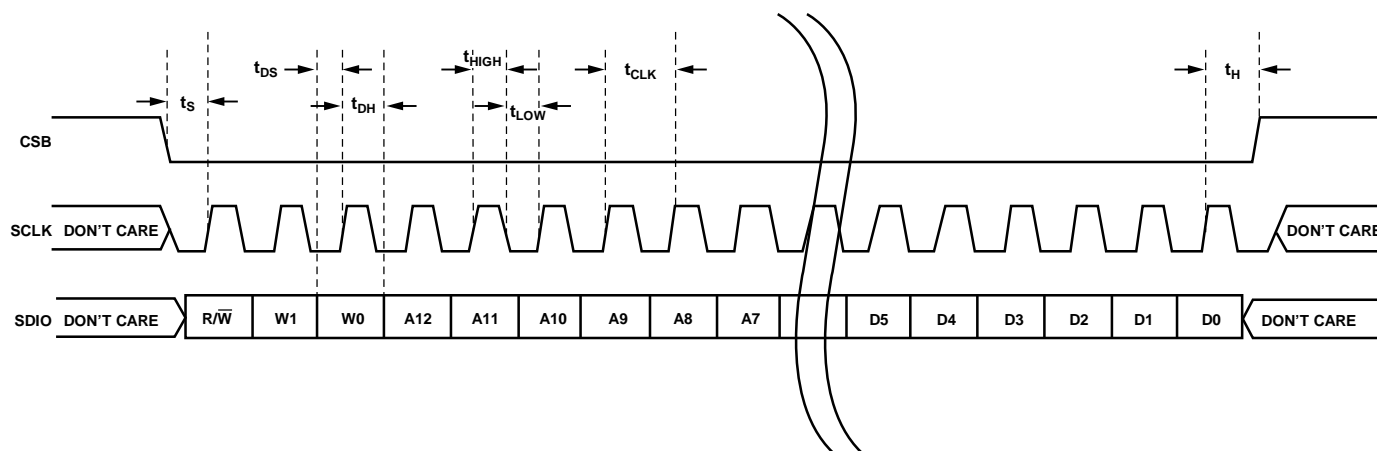 tDS
tHIGH
tCLK
tH
tS
tDH
tLOW
CSB
SCLK DON'T CARE
DON'T CARE
SDIO DON'T CARE
R/W̅ W1 W0 A12 A11 A10 A9 A8 A7 D5 D4 D3 D2 D1 D0
DON'T CARE